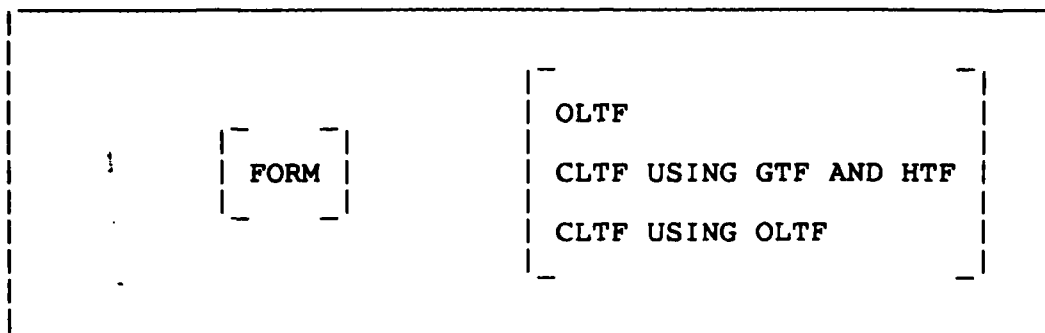 OLTF
FORM CLTF USING GTF AND HTF
CLTF USING OLTF